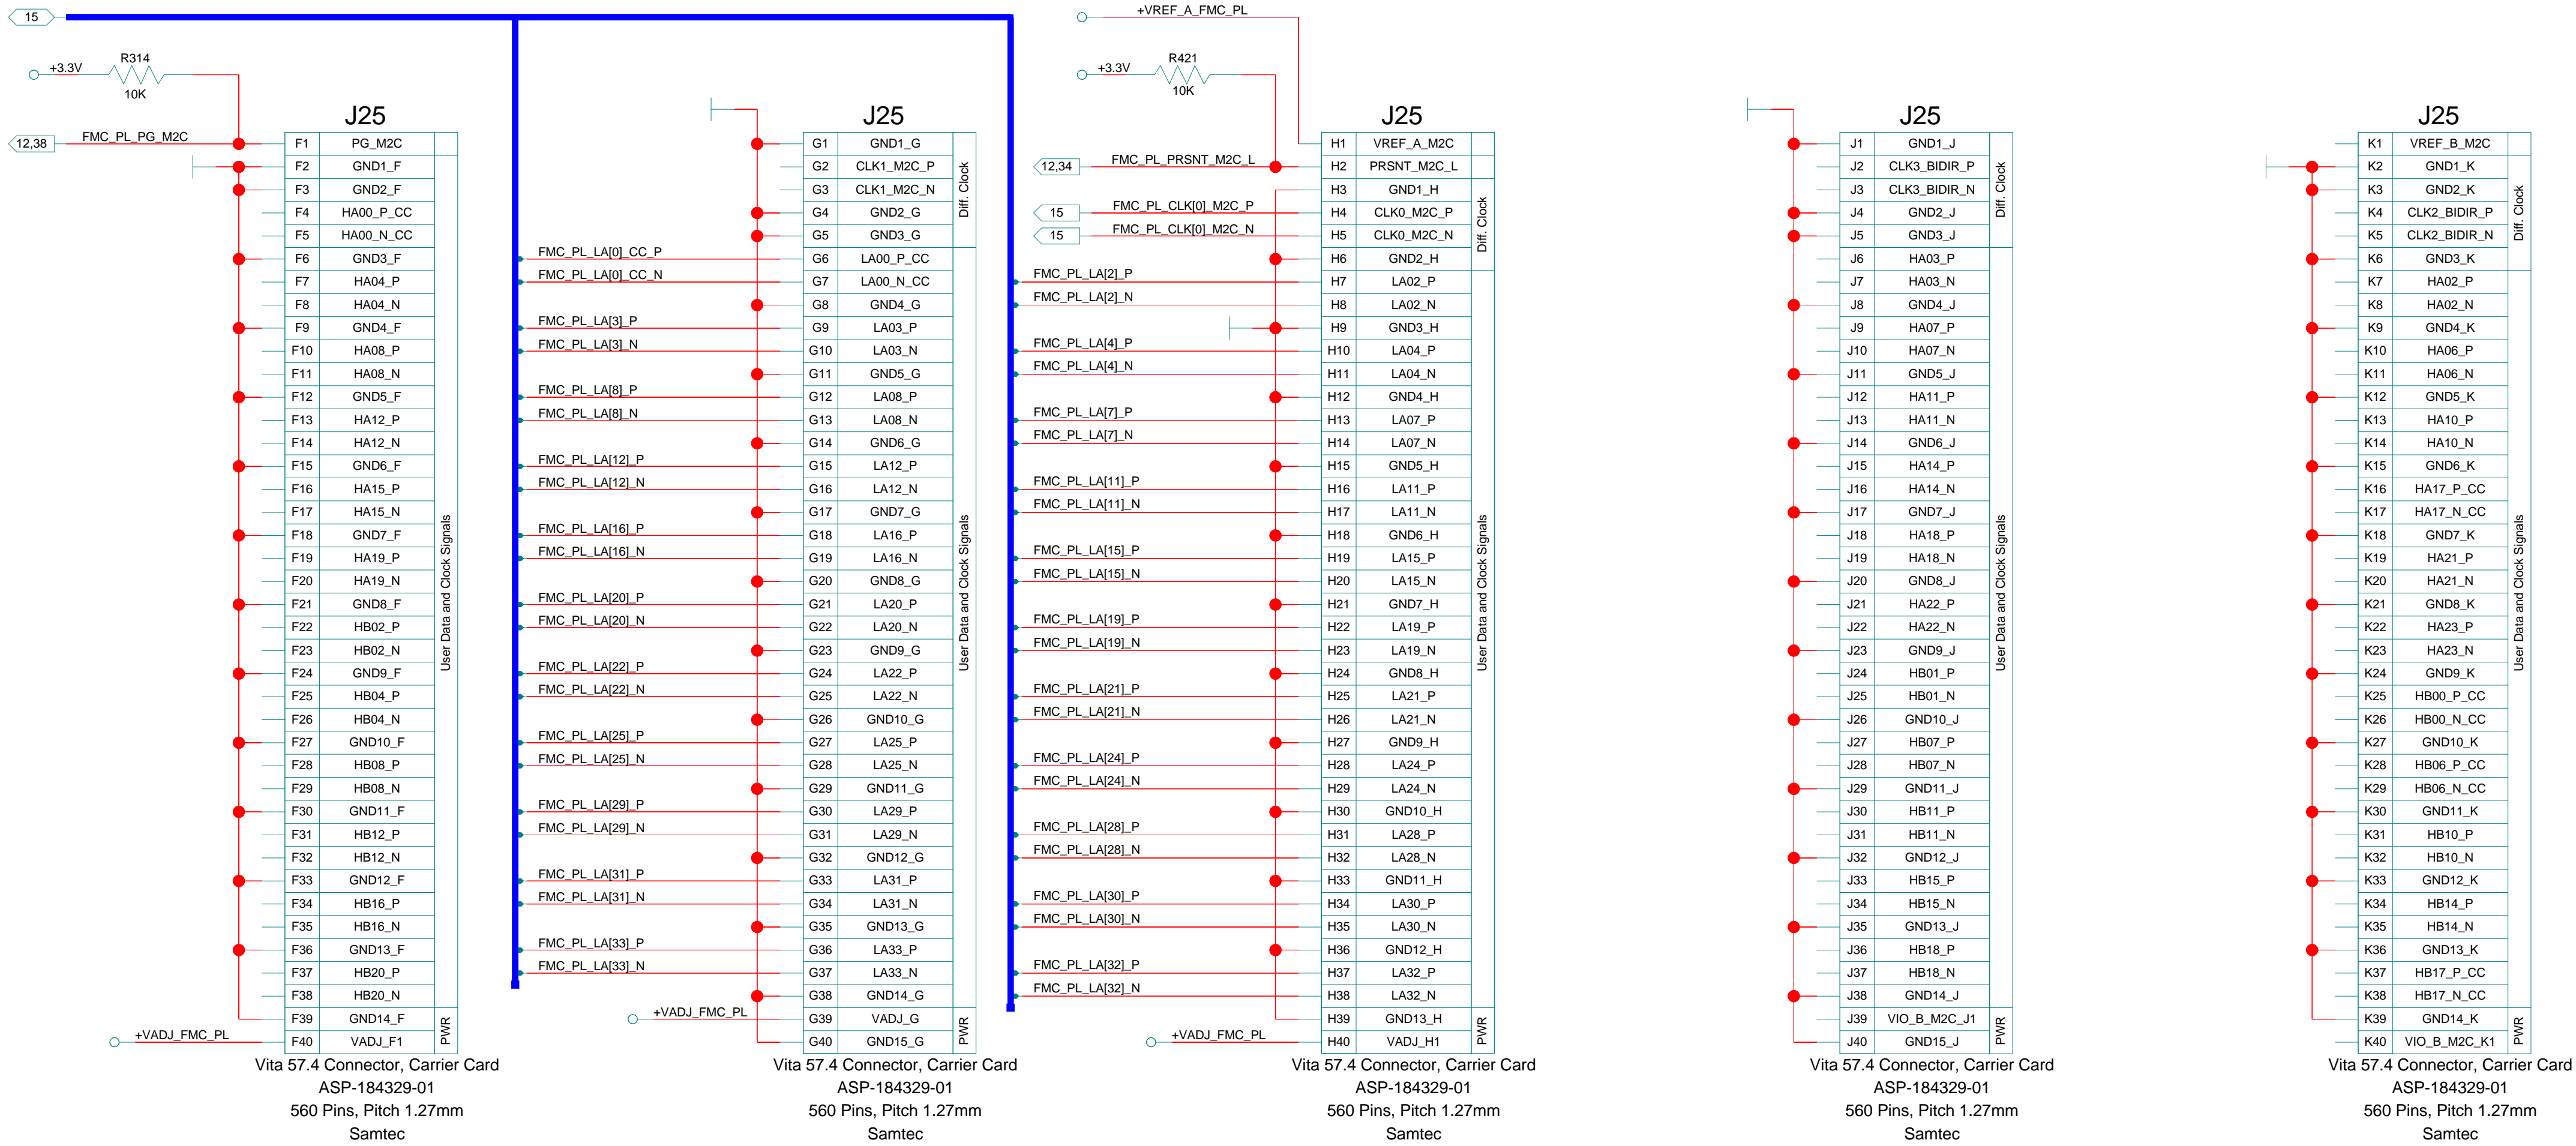 15
+3.3V
R314
10K
12,38
FMC_PL_PG_M2C
J25
F1 PG_M2C
F2 GND1_F
F3 GND2_F
F4 HA00_P_CC
F5 HA00_N_CC
F6 GND3_F
F7 HA04_P
F8 HA04_N
F9 GND4_F
F10 HA08_P
F11 HA08_N
F12 GND5_F
F13 HA12_P
F14 HA12_N
F15 GND6_F
F16 HA15_P
F17 HA15_N
F18 GND7_F
F19 HA19_P
F20 HA19_N
F21 GND8_F
F22 HB02_P
F23 HB02_N
F24 GND9_F
F25 HB04_P
F26 HB04_N
F27 GND10_F
F28 HB08_P
F29 HB08_N
F30 GND11_F
F31 HB12_P
F32 HB12_N
F33 GND12_F
F34 HB16_P
F35 HB16_N
F36 GND13_F
F37 HB20_P
F38 HB20_N
F39 GND14_F
+VADJ_FMC_PL F40 VADJ_F1
User Data and Clock Signals
PWR
Vita 57.4 Connector, Carrier Card
ASP-184329-01
560 Pins, Pitch 1.27mm
Samtec
J25
G1 GND1_G
G2 CLK1_M2C_P
G3 CLK1_M2C_N
G4 GND2_G
G5 GND3_G
FMC_PL_LA[0]_CC_P G6 LA00_P_CC
FMC_PL_LA[0]_CC_N G7 LA00_N_CC
G8 GND4_G
FMC_PL_LA[3]_P G9 LA03_P
FMC_PL_LA[3]_N G10 LA03_N
G11 GND5_G
FMC_PL_LA[8]_P G12 LA08_P
FMC_PL_LA[8]_N G13 LA08_N
G14 GND6_G
FMC_PL_LA[12]_P G15 LA12_P
FMC_PL_LA[12]_N G16 LA12_N
G17 GND7_G
FMC_PL_LA[16]_P G18 LA16_P
FMC_PL_LA[16]_N G19 LA16_N
G20 GND8_G
FMC_PL_LA[20]_P G21 LA20_P
FMC_PL_LA[20]_N G22 LA20_N
G23 GND9_G
FMC_PL_LA[22]_P G24 LA22_P
FMC_PL_LA[22]_N G25 LA22_N
G26 GND10_G
FMC_PL_LA[25]_P G27 LA25_P
FMC_PL_LA[25]_N G28 LA25_N
G29 GND11_G
FMC_PL_LA[29]_P G30 LA29_P
FMC_PL_LA[29]_N G31 LA29_N
G32 GND12_G
FMC_PL_LA[31]_P G33 LA31_P
FMC_PL_LA[31]_N G34 LA31_N
G35 GND13_G
FMC_PL_LA[33]_P G36 LA33_P
FMC_PL_LA[33]_N G37 LA33_N
G38 GND14_G
+VADJ_FMC_PL G39 VADJ_G
G40 GND15_G
Diff. Clock
User Data and Clock Signals
PWR
Vita 57.4 Connector, Carrier Card
ASP-184329-01
560 Pins, Pitch 1.27mm
Samtec
+VREF_A_FMC_PL
+3.3V
R421
10K
J25
H1 VREF_A_M2C
12,34 FMC_PL_PRSNT_M2C_L H2 PRSNT_M2C_L
H3 GND1_H
15 FMC_PL_CLK[0]_M2C_P H4 CLK0_M2C_P
15 FMC_PL_CLK[0]_M2C_N H5 CLK0_M2C_N
H6 GND2_H
FMC_PL_LA[2]_P H7 LA02_P
FMC_PL_LA[2]_N H8 LA02_N
H9 GND3_H
FMC_PL_LA[4]_P H10 LA04_P
FMC_PL_LA[4]_N H11 LA04_N
H12 GND4_H
FMC_PL_LA[7]_P H13 LA07_P
FMC_PL_LA[7]_N H14 LA07_N
H15 GND5_H
FMC_PL_LA[11]_P H16 LA11_P
FMC_PL_LA[11]_N H17 LA11_N
H18 GND6_H
FMC_PL_LA[15]_P H19 LA15_P
FMC_PL_LA[15]_N H20 LA15_N
H21 GND7_H
FMC_PL_LA[19]_P H22 LA19_P
FMC_PL_LA[19]_N H23 LA19_N
H24 GND8_H
FMC_PL_LA[21]_P H25 LA21_P
FMC_PL_LA[21]_N H26 LA21_N
H27 GND9_H
FMC_PL_LA[24]_P H28 LA24_P
FMC_PL_LA[24]_N H29 LA24_N
H30 GND10_H
FMC_PL_LA[28]_P H31 LA28_P
FMC_PL_LA[28]_N H32 LA28_N
H33 GND11_H
FMC_PL_LA[30]_P H34 LA30_P
FMC_PL_LA[30]_N H35 LA30_N
H36 GND12_H
FMC_PL_LA[32]_P H37 LA32_P
FMC_PL_LA[32]_N H38 LA32_N
H39 GND13_H
+VADJ_FMC_PL H40 VADJ_H1
Diff. Clock
User Data and Clock Signals
PWR
Vita 57.4 Connector, Carrier Card
ASP-184329-01
560 Pins, Pitch 1.27mm
Samtec
J25
J1 GND1_J
J2 CLK3_BIDIR_P
J3 CLK3_BIDIR_N
J4 GND2_J
J5 GND3_J
J6 HA03_P
J7 HA03_N
J8 GND4_J
J9 HA07_P
J10 HA07_N
J11 GND5_J
J12 HA11_P
J13 HA11_N
J14 GND6_J
J15 HA14_P
J16 HA14_N
J17 GND7_J
J18 HA18_P
J19 HA18_N
J20 GND8_J
J21 HA22_P
J22 HA22_N
J23 GND9_J
J24 HB01_P
J25 HB01_N
J26 GND10_J
J27 HB07_P
J28 HB07_N
J29 GND11_J
J30 HB11_P
J31 HB11_N
J32 GND12_J
J33 HB15_P
J34 HB15_N
J35 GND13_J
J36 HB18_P
J37 HB18_N
J38 GND14_J
J39 VIO_B_M2C_J1
J40 GND15_J
Diff. Clock
User Data and Clock Signals
PWR
Vita 57.4 Connector, Carrier Card
ASP-184329-01
560 Pins, Pitch 1.27mm
Samtec
J25
K1 VREF_B_M2C
K2 GND1_K
K3 GND2_K
K4 CLK2_BIDIR_P
K5 CLK2_BIDIR_N
K6 GND3_K
K7 HA02_P
K8 HA02_N
K9 GND4_K
K10 HA06_P
K11 HA06_N
K12 GND5_K
K13 HA10_P
K14 HA10_N
K15 GND6_K
K16 HA17_P_CC
K17 HA17_N_CC
K18 GND7_K
K19 HA21_P
K20 HA21_N
K21 GND8_K
K22 HA23_P
K23 HA23_N
K24 GND9_K
K25 HB00_P_CC
K26 HB00_N_CC
K27 GND10_K
K28 HB06_P_CC
K29 HB06_N_CC
K30 GND11_K
K31 HB10_P
K32 HB10_N
K33 GND12_K
K34 HB14_P
K35 HB14_N
K36 GND13_K
K37 HB17_P_CC
K38 HB17_N_CC
K39 GND14_K
K40 VIO_B_M2C_K1
Diff. Clock
User Data and Clock Signals
PWR
Vita 57.4 Connector, Carrier Card
ASP-184329-01
560 Pins, Pitch 1.27mm
Samtec